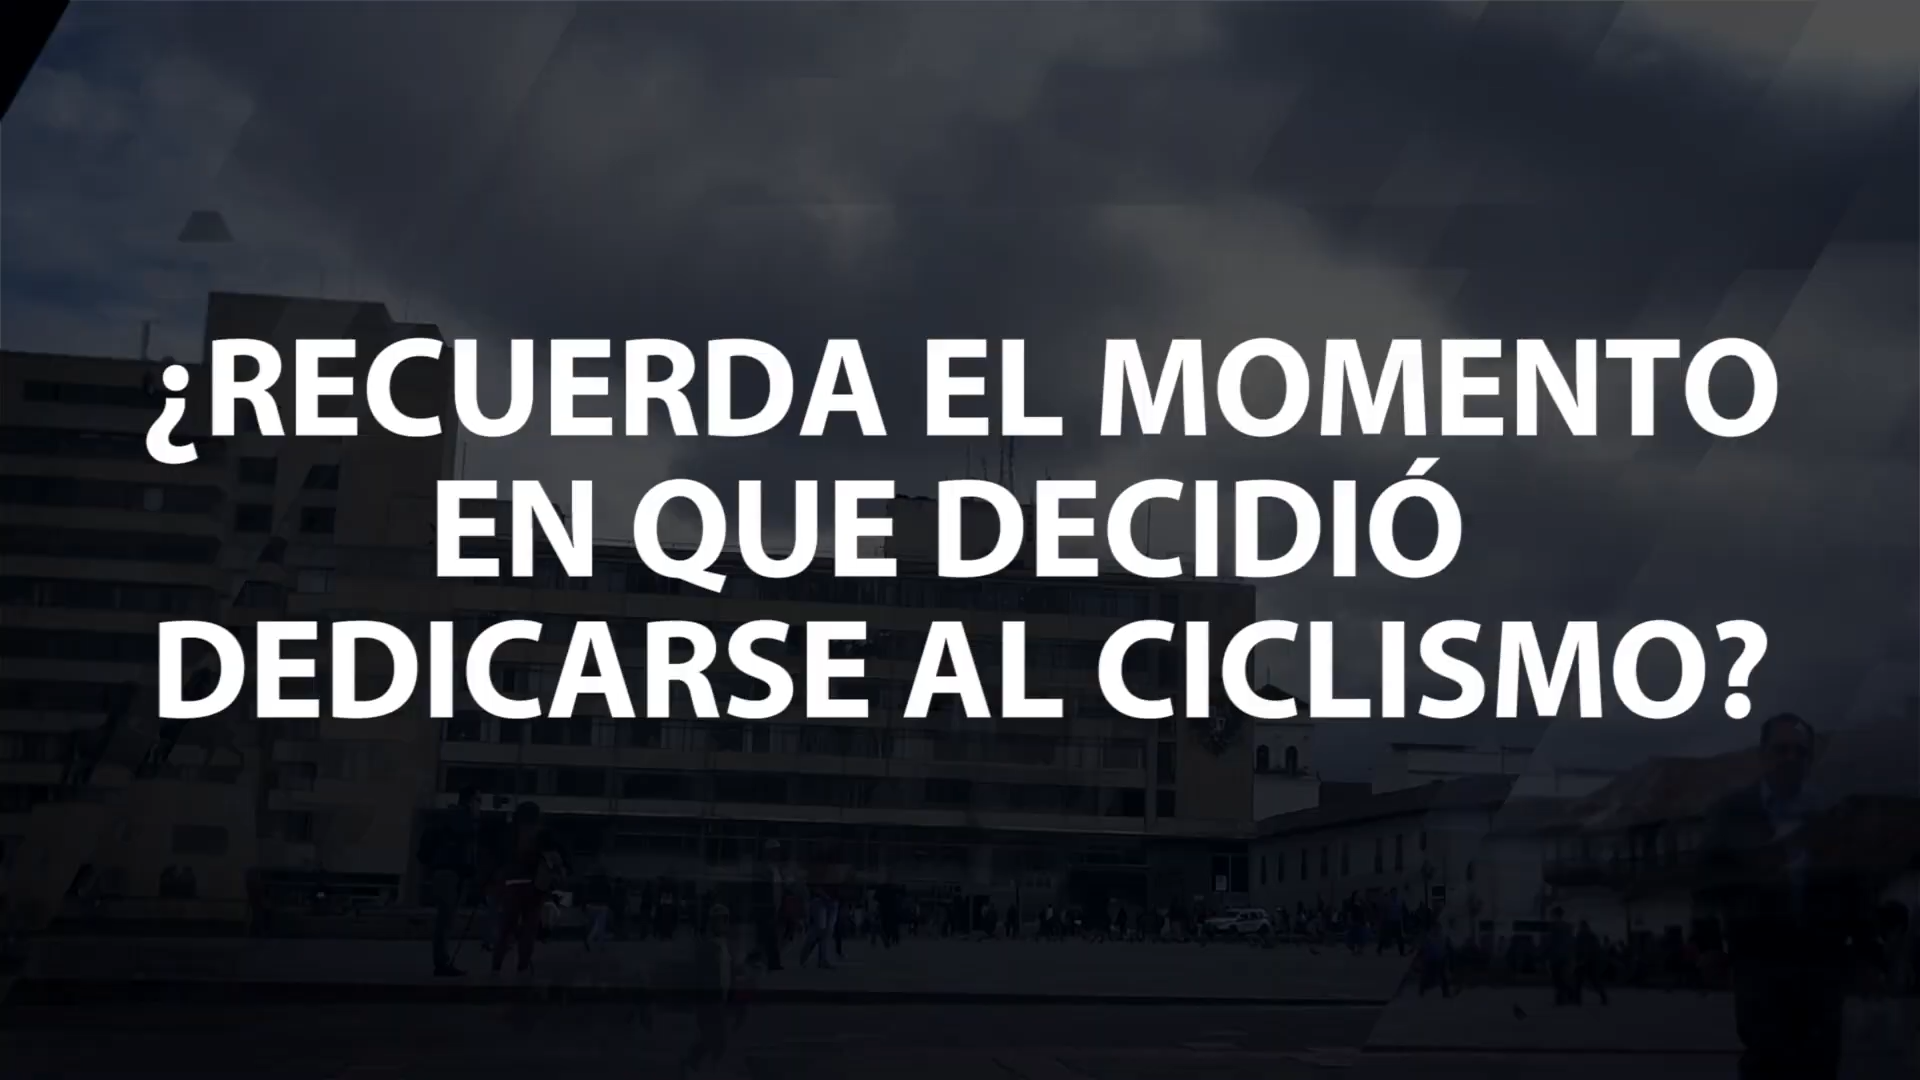 ¿RECUERDA EL MOMENTO
EN QUE DECIDIÓ
DEDICARSE AL CICLISMO?